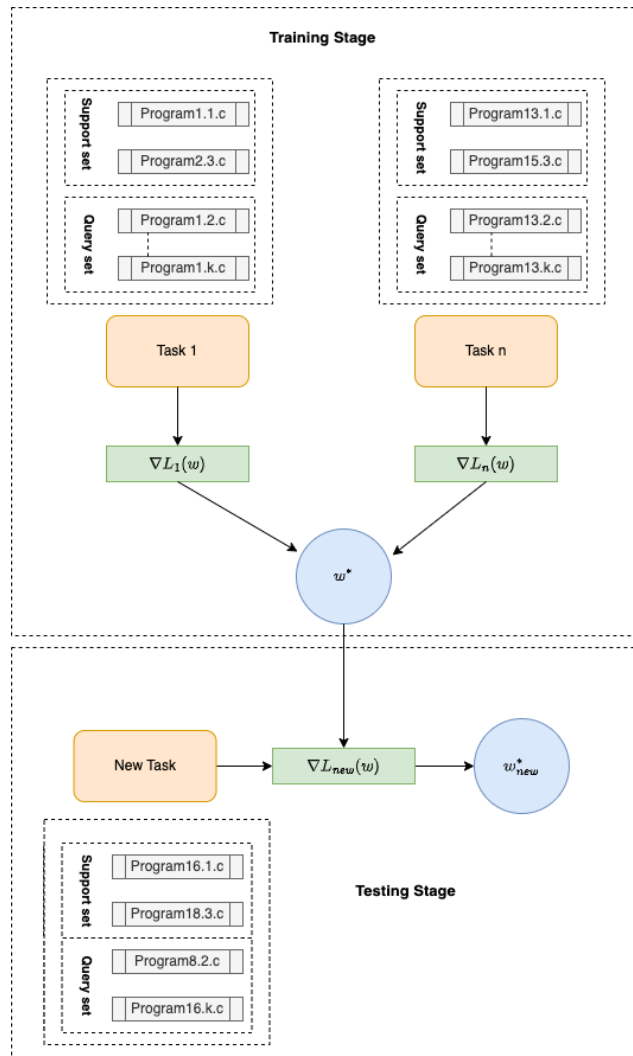 Training Stage
Support set
Program1.1.c
Program2.3.c
Query set
Program1.2.c
Program1.k.c
Support set
Program13.1.c
Program15.3.c
Query set
Program13.2.c
Program13.k.c
Task 1
Task n
∇L₁(w)
∇Lₙ(w)
w*
New Task
∇L_{new}(w)
w*_{new}
Support set
Program16.1.c
Program18.3.c
Query set
Program8.2.c
Program16.k.c
Testing Stage